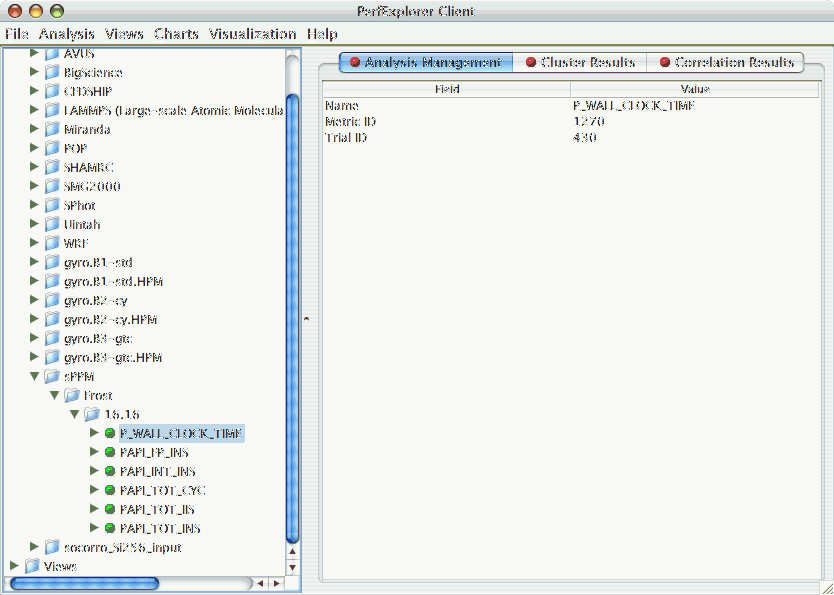 PerfExplorer Client
File Analysis Views Charts Visualization Help
AVUS
BigScience
CFDSHIP
LAMMPS (Large-scale Atomic Molecula
Miranda
POP
SHAMRC
SMG2000
SPhot
Uintah
WRF
gyro.B1-std
gyro.B1-std.HPM
gyro.B2-cy
gyro.B2-cy.HPM
gyro.B3-gtc
gyro.B3-gtc.HPM
sPPM
Frost
16.16
P_WALL_CLOCK_TIME
PAPI_FP_INS
PAPI_INT_INS
PAPI_TOT_CYC
PAPI_TOT_IIS
PAPI_TOT_INS
socorro_Si256_input
Views
Analysis Management Cluster Results Correlation Results
Field Value
Name P_WALL_CLOCK_TIME
Metric ID 1270
Trial ID 430